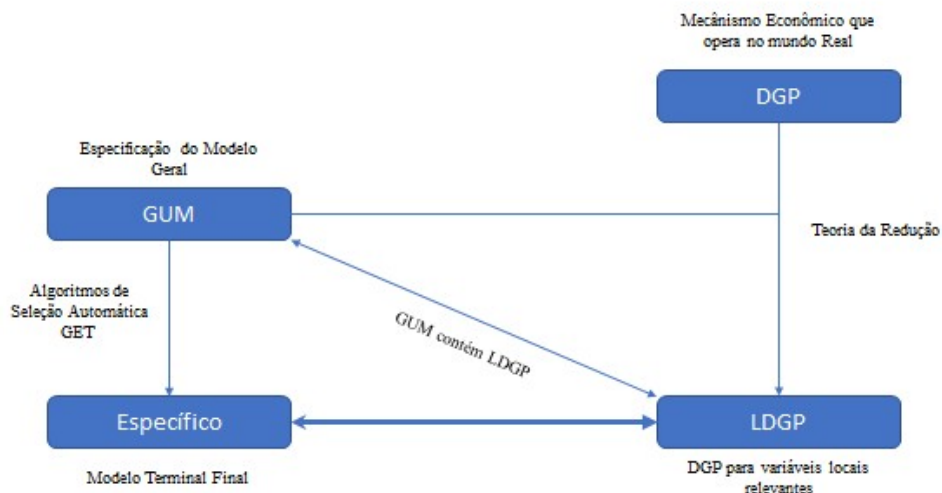 Mecânismo Econômico que
opera no mundo Real
DGP
Especificação do Modelo
Geral
GUM
Teoria da Redução
Algoritmos de
Seleção Automática
GET
GUM contém LDGP
Específico
LDGP
Modelo Terminal Final
DGP para variáveis locais
relevantes